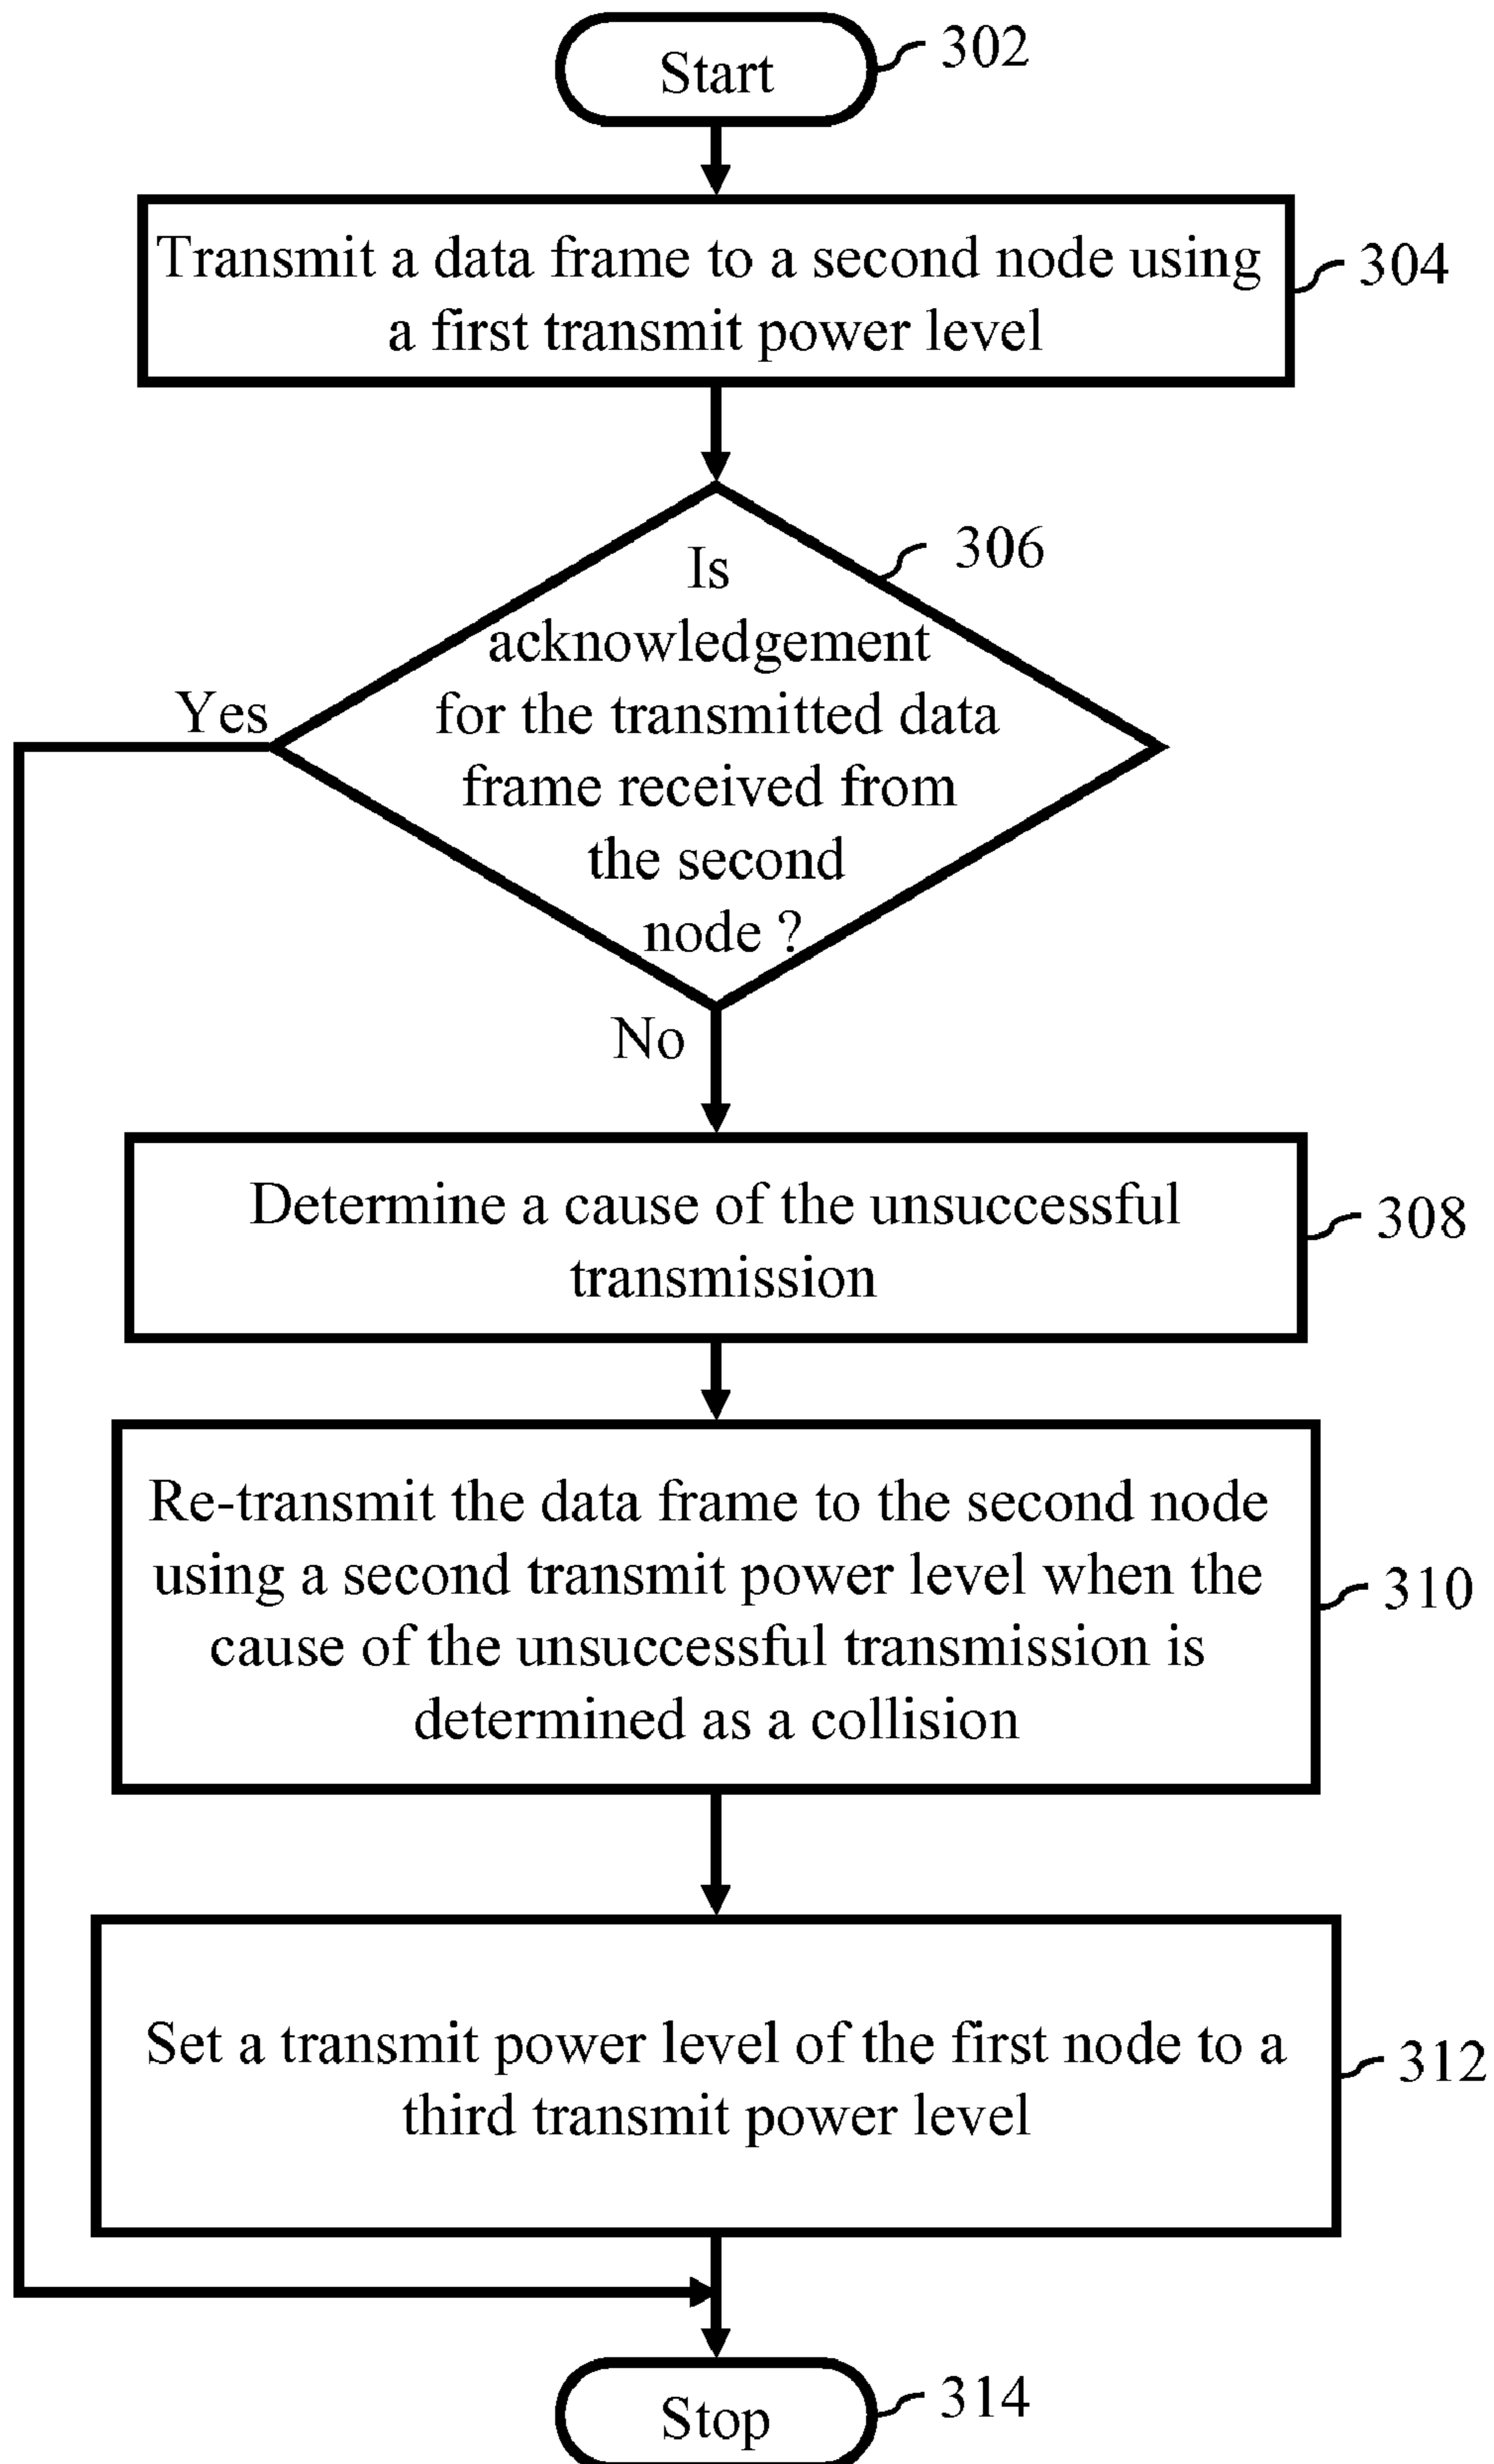 Start
302
Transmit a data frame to a second node using
a first transmit power level
304
Is
acknowledgement
for the transmitted data
frame received from
the second
node ?
306
Yes
No
Determine a cause of the unsuccessful
transmission
308
Re-transmit the data frame to the second node
using a second transmit power level when the
cause of the unsuccessful transmission is
determined as a collision
310
Set a transmit power level of the first node to a
third transmit power level
312
Stop
314